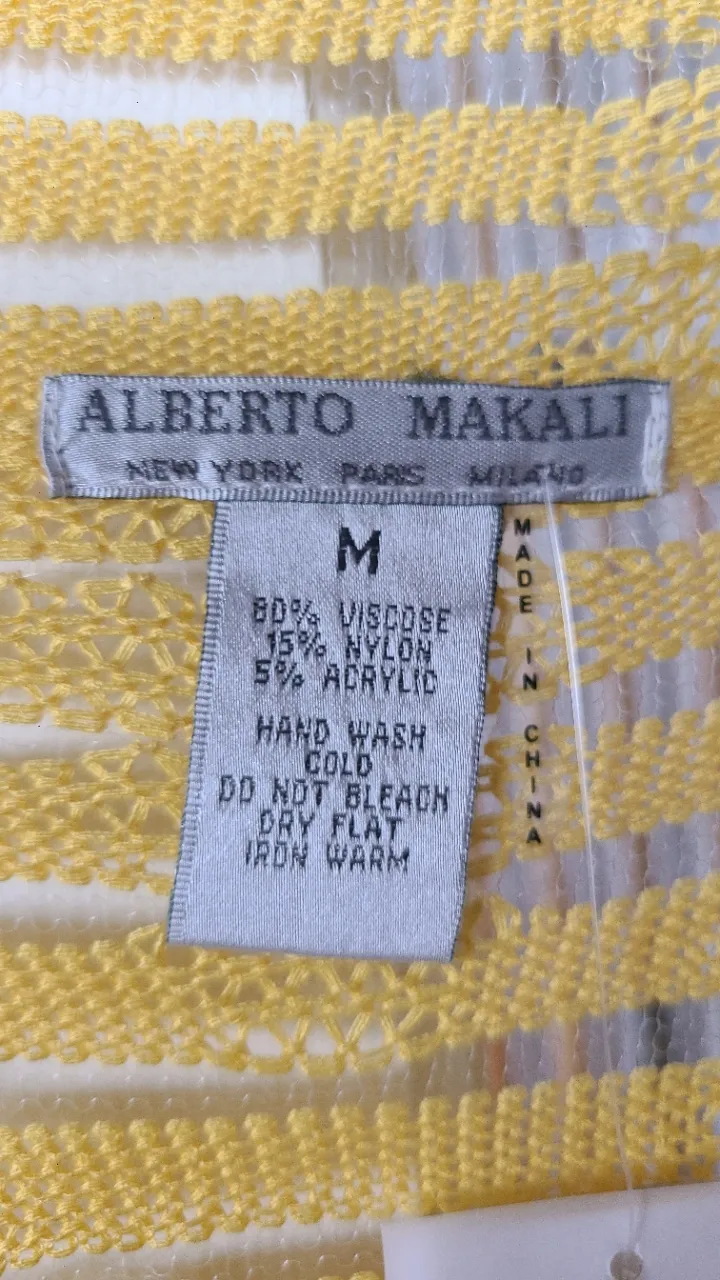 ALBERTO MAKALI
NEW YORK PARIS MILANO
M
80% VISCOSE
15% NYLON
5% ACRYLIC
HAND WASH
COLD
DO NOT BLEACH
DRY FLAT
IRON WARM
MADE IN CHINA